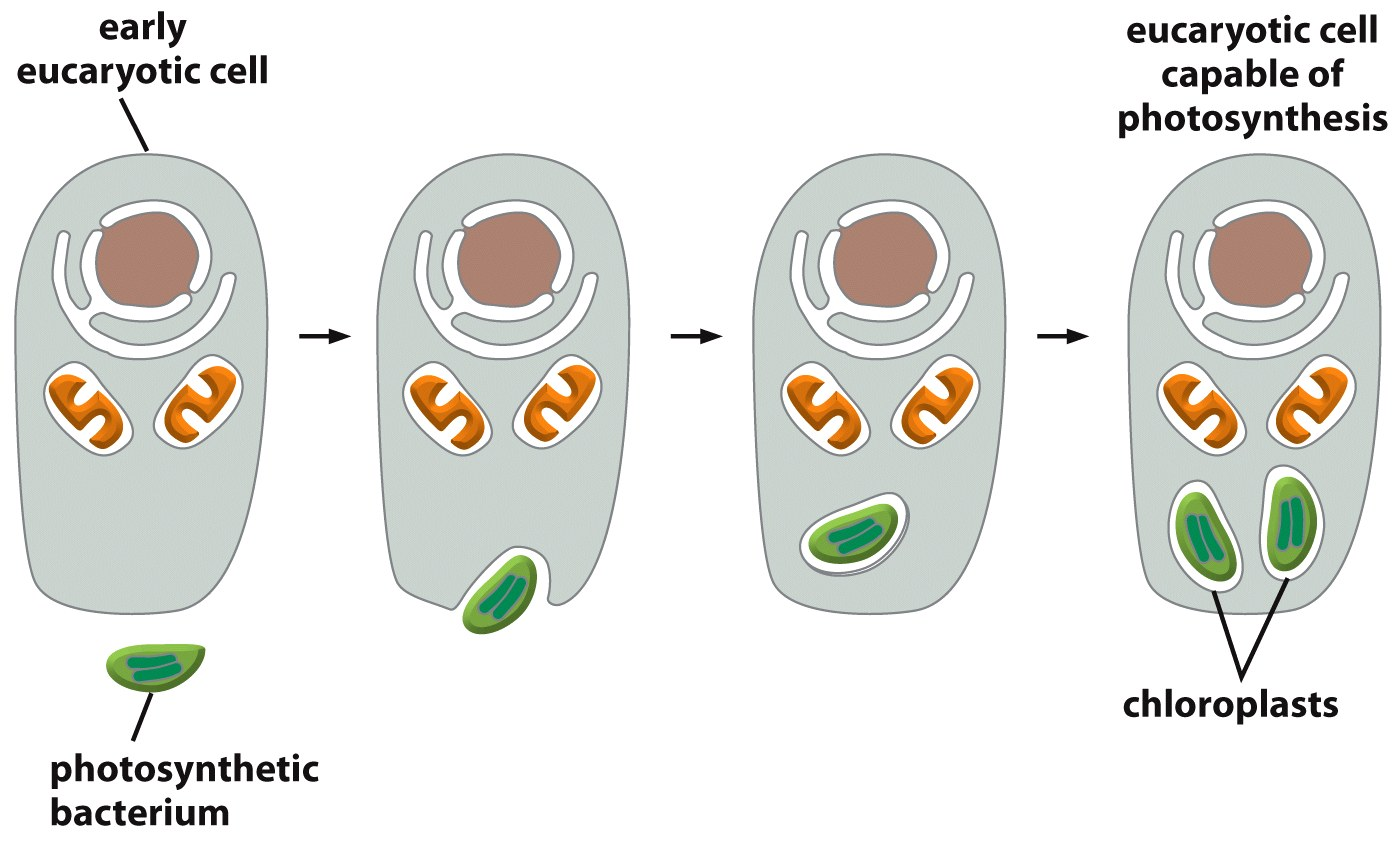 early
eucaryotic cell
eucaryotic cell
capable of
photosynthesis
chloroplasts
photosynthetic
bacterium